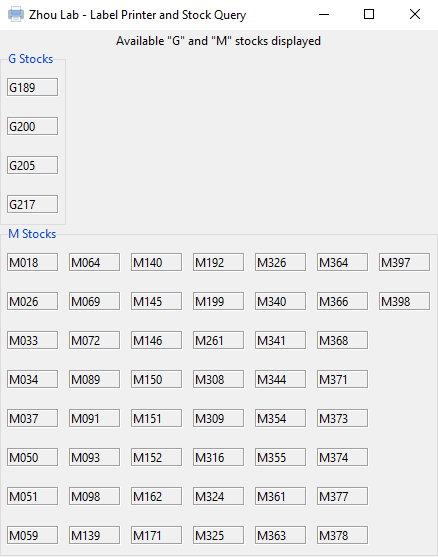 Zhou Lab - Label Printer and Stock Query
Available "G" and "M" stocks displayed
G Stocks
G189
G200
G205
G217
M Stocks
M018 M064 M140 M192 M326 M364 M397
M026 M069 M145 M199 M340 M366 M398
M033 M072 M146 M261 M341 M368
M034 M089 M150 M308 M344 M371
M037 M091 M151 M309 M354 M373
M050 M093 M152 M316 M355 M374
M051 M098 M162 M324 M361 M377
M059 M139 M171 M325 M363 M378